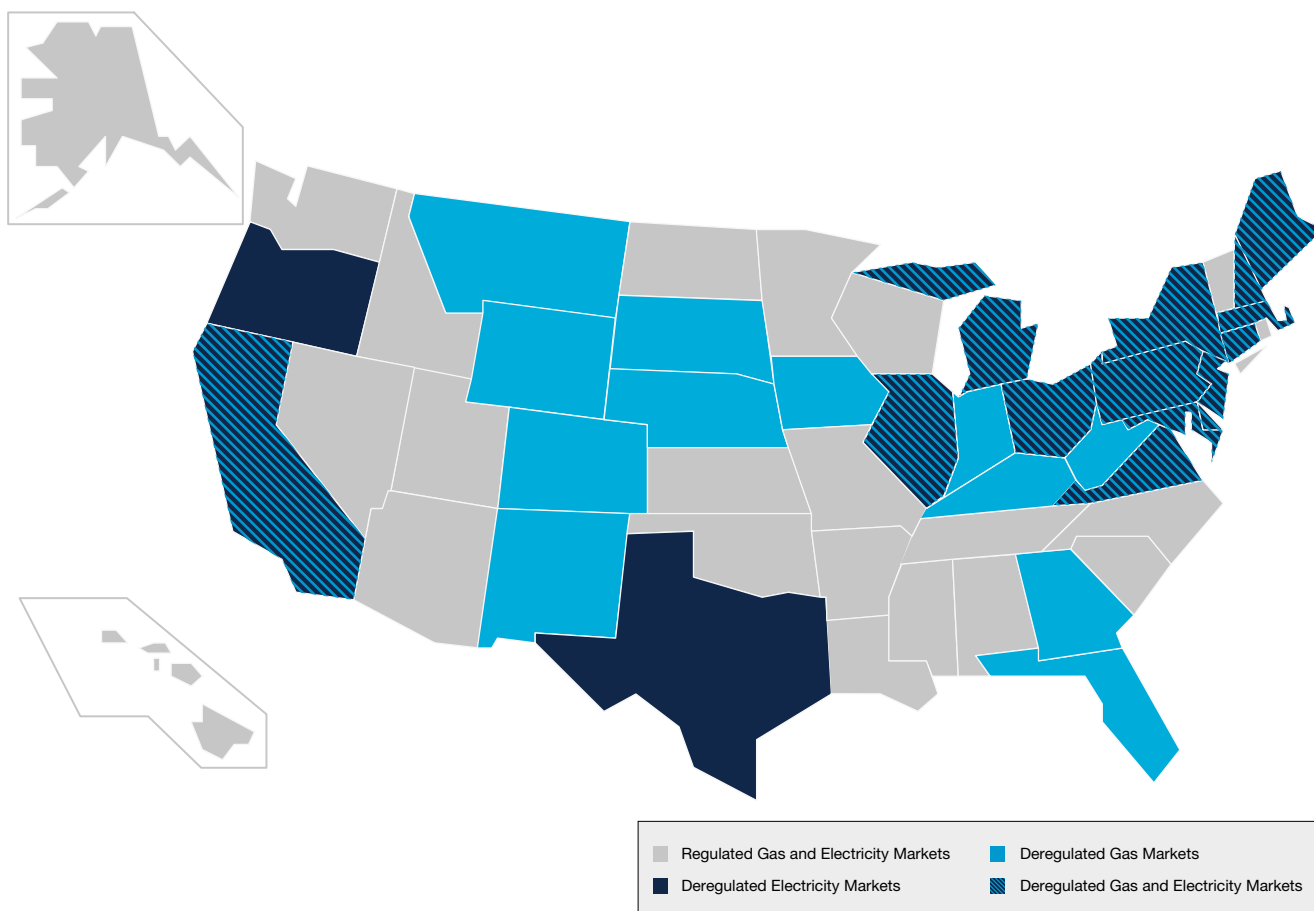 Regulated Gas and Electricity Markets
Deregulated Gas Markets
Deregulated Electricity Markets
Deregulated Gas and Electricity Markets